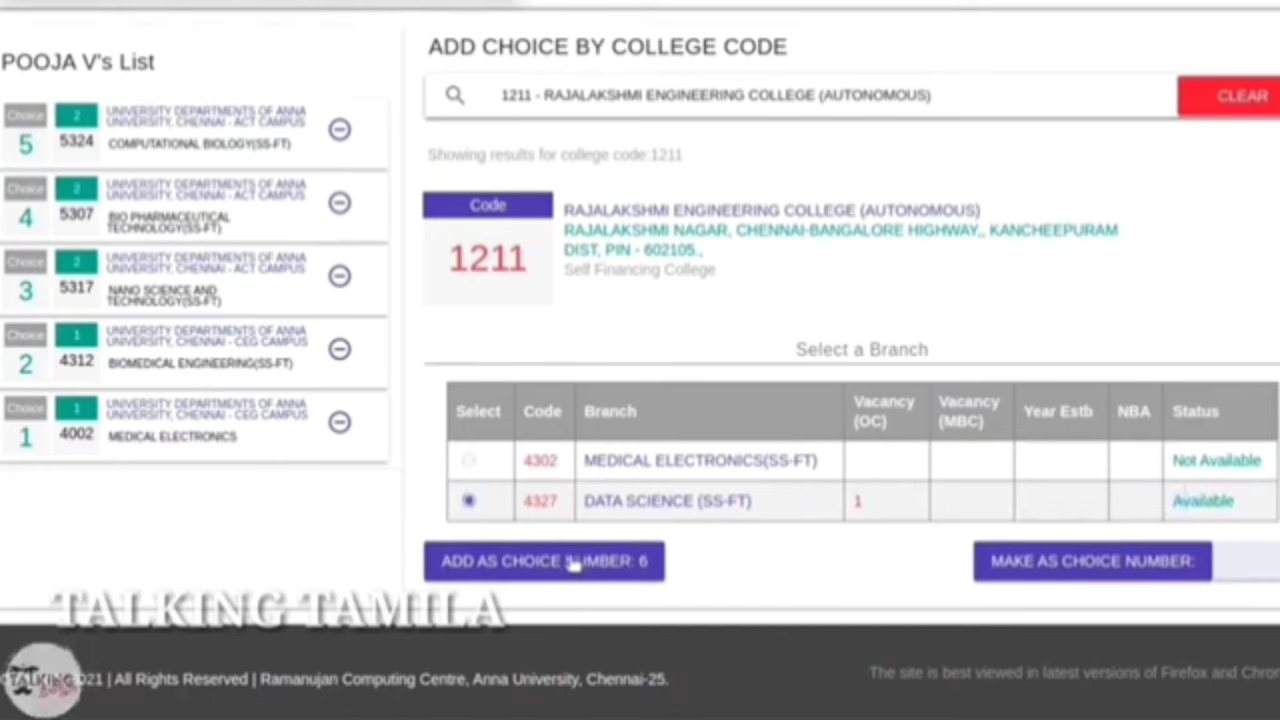 POOJA V's List
Choice
5
2
5324
UNIVERSITY DEPARTMENTS OF ANNA
UNIVERSITY, CHENNAI - ACT CAMPUS
COMPUTATIONAL BIOLOGY(SS-FT)
Choice
4
2
5307
UNIVERSITY DEPARTMENTS OF ANNA
UNIVERSITY, CHENNAI - ACT CAMPUS
BIO PHARMACEUTICAL
TECHNOLOGY(SS-FT)
Choice
3
2
5317
UNIVERSITY DEPARTMENTS OF ANNA
UNIVERSITY, CHENNAI - ACT CAMPUS
NANO SCIENCE AND
TECHNOLOGY(SS-FT)
Choice
2
1
4312
UNIVERSITY DEPARTMENTS OF ANNA
UNIVERSITY, CHENNAI - CEG CAMPUS
BIOMEDICAL ENGINEERING(SS-FT)
Choice
1
1
4002
UNIVERSITY DEPARTMENTS OF ANNA
UNIVERSITY, CHENNAI - CEG CAMPUS
MEDICAL ELECTRONICS
ADD CHOICE BY COLLEGE CODE
1211 - RAJALAKSHMI ENGINEERING COLLEGE (AUTONOMOUS) CLEAR
Showing results for college code:1211
Code
1211
RAJALAKSHMI ENGINEERING COLLEGE (AUTONOMOUS)
RAJALAKSHMI NAGAR, CHENNAI-BANGALORE HIGHWAY,, KANCHEEPURAM
DIST, PIN - 602105.,
Self Financing College
Select a Branch
Select Code Branch Vacancy (OC) Vacancy (MBC) Year Estb NBA Status
4302 MEDICAL ELECTRONICS(SS-FT) Not Available
4327 DATA SCIENCE (SS-FT) 1 Available
ADD AS CHOICE NUMBER: 6 MAKE AS CHOICE NUMBER:
TALKING TAMILA
TALKING
021 | All Rights Reserved | Ramanujan Computing Centre, Anna University, Chennai-25.
The site is best viewed in latest versions of Firefox and Chro